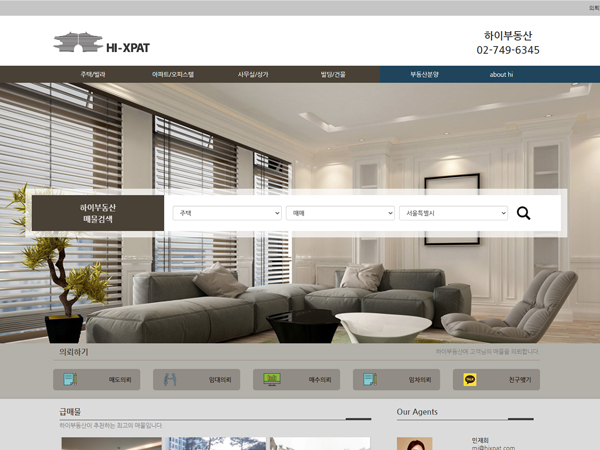 의뢰
HI-XPAT
하이부동산
02-749-6345
주택/빌라 아파트/오피스텔 사무실/상가 빌딩/건물 부동산분양 about hi
하이부동산
매물검색
주택 매매 서울특별시
의뢰하기
하이부동산에 고객님의 매물을 의뢰합니다.
매도의뢰 임대의뢰 매수의뢰 임차의뢰 친구맺기
급매물
하이부동산이 추천하는 최고의 매물입니다.
Our Agents
민제희